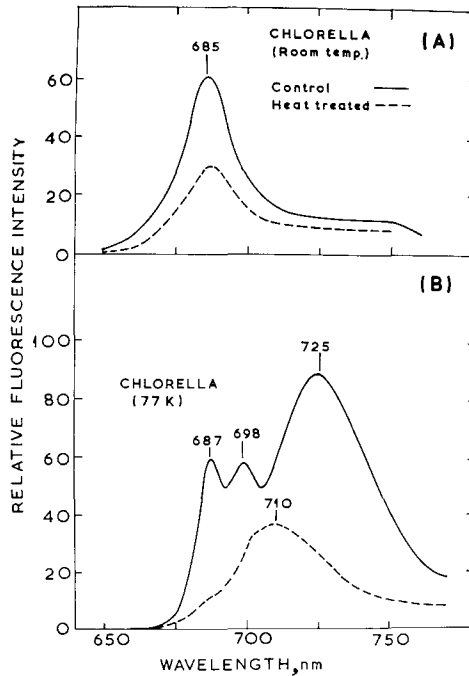 CHLORELLA
(Room temp.)
(A)
685
Control
Heat treated
60
40
20
0
RELATIVE FLUORESCENCE INTENSITY
(B)
100
80
60
40
20
0
725
CHLORELLA
(77 K)
687
698
710
650
700
750
WAVELENGTH, nm